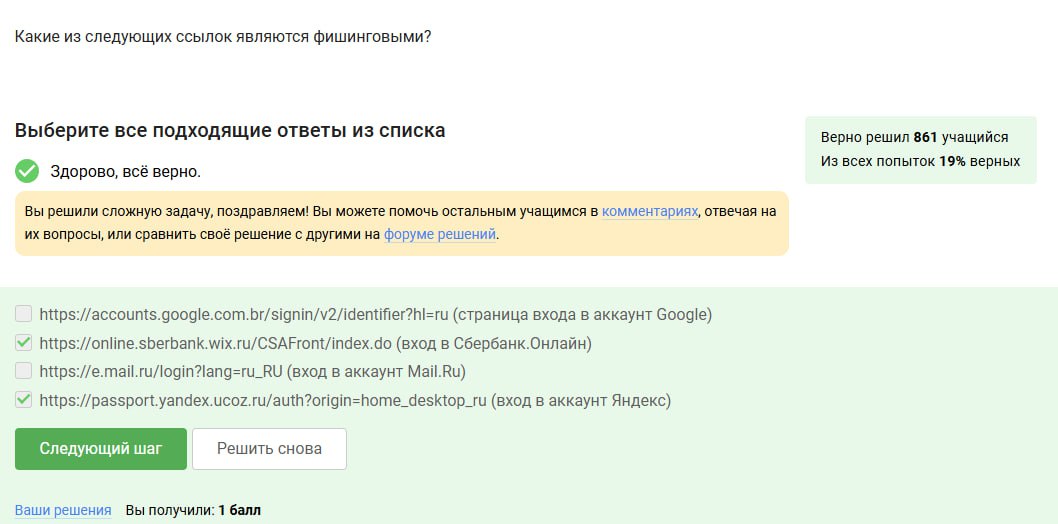 Какие из следующих ссылок являются фишинговыми?
Выберите все подходящие ответы из списка
Здорово, всё верно.
Вы решили сложную задачу, поздравляем! Вы можете помочь остальным учащимся в комментариях, отвечая на
их вопросы, или сравнить своё решение с другими на форуме решений.
Верно решил 861 учащийся
Из всех попыток 19% верных
https://accounts.google.com.br/signin/v2/identifier?hl=ru (страница входа в аккаунт Google)
https://online.sberbank.wix.ru/CSAFront/index.do (вход в Сбербанк.Онлайн)
https://e.mail.ru/login?lang=ru_RU (вход в аккаунт Mail.Ru)
https://passport.yandex.ucoz.ru/auth?origin=home_desktop_ru (вход в аккаунт Яндекс)
Следующий шаг
Решить снова
Ваши решения Вы получили: 1 балл